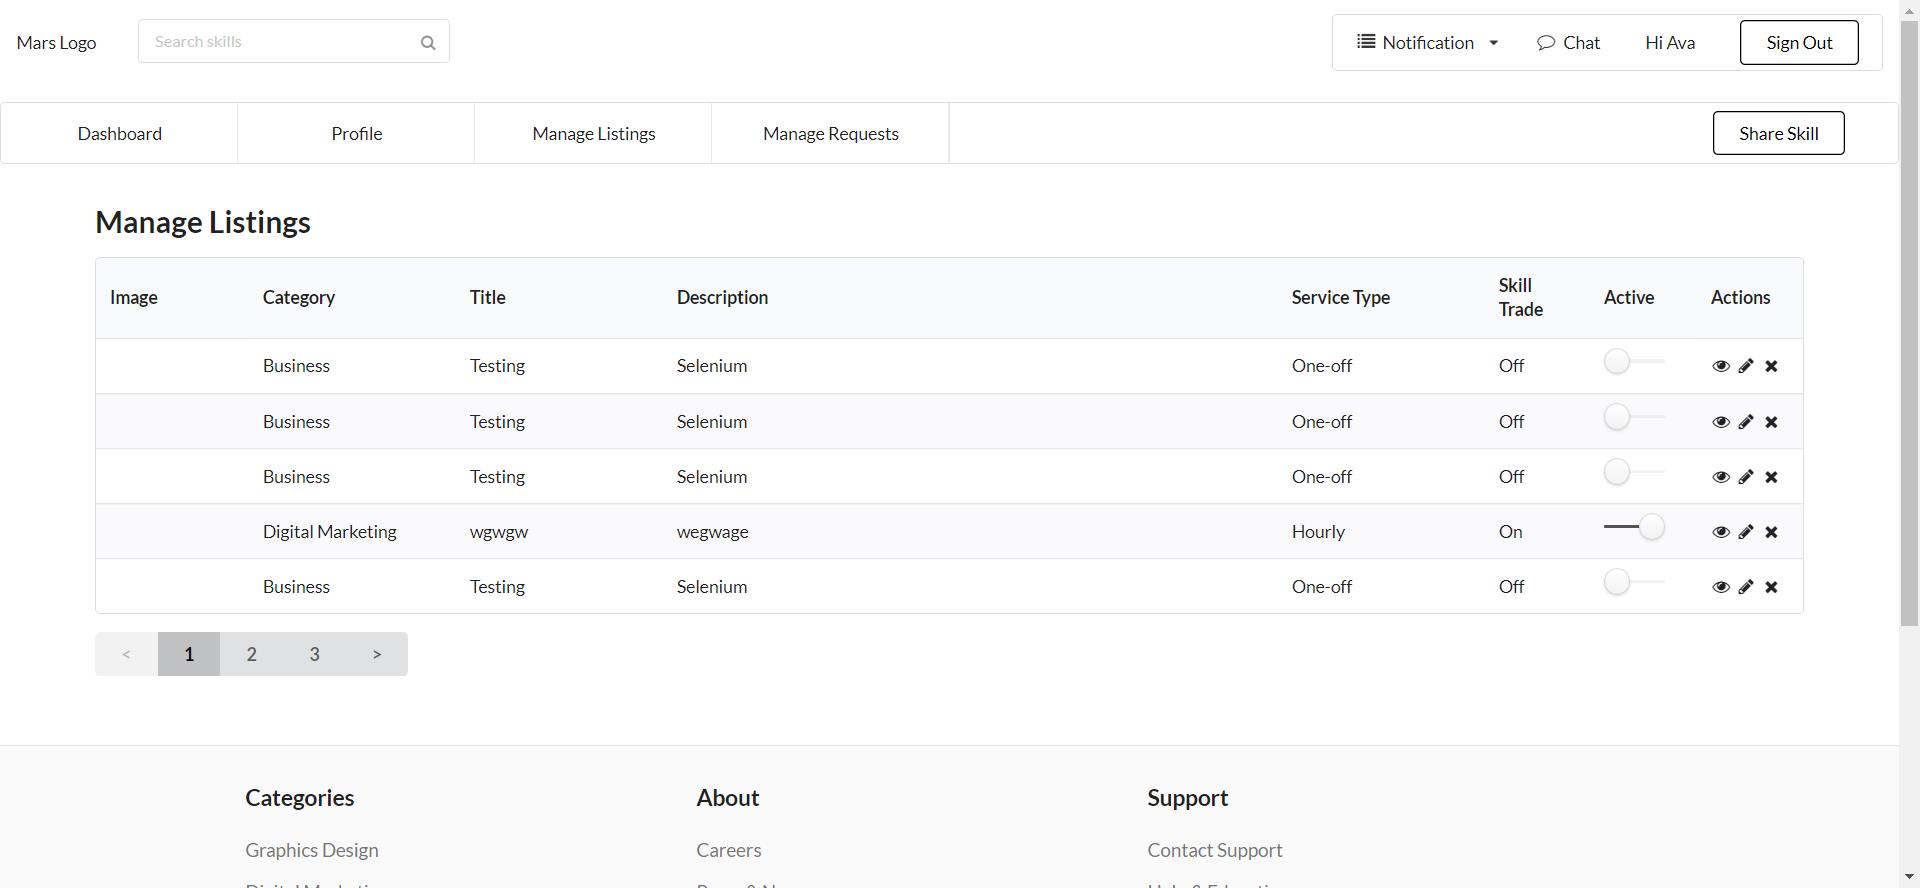 Mars Logo Search skills Notification Chat Hi Ava Sign Out
Dashboard Profile Manage Listings Manage Requests Share Skill
Manage Listings
Image Category Title Description Service Type Skill Trade Active Actions
Business Testing Selenium One-off Off
Business Testing Selenium One-off Off
Business Testing Selenium One-off Off
Digital Marketing wgwgw wegwage Hourly On
Business Testing Selenium One-off Off
< 1 2 3 >
Categories About Support
Graphics Design Careers Contact Support